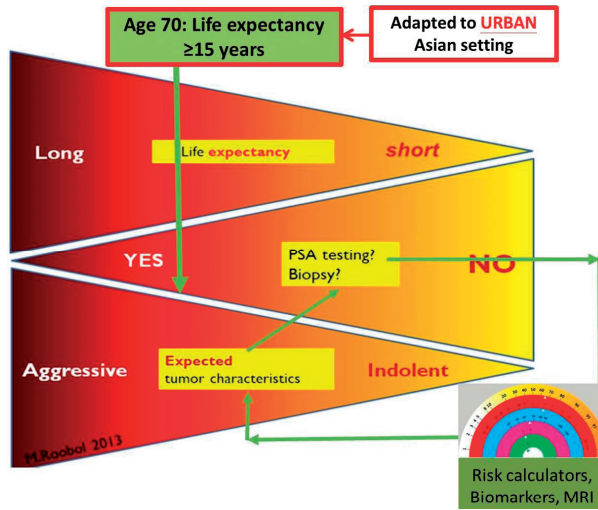 Age 70: Life expectancy
≥15 years
Adapted to URBAN
Asian setting
Long
Life expectancy
short
YES
PSA testing?
Biopsy?
NO
Aggressive
Expected
tumor characteristics
Indolent
M.Roobol 2013
Risk calculators,
Biomarkers, MRI